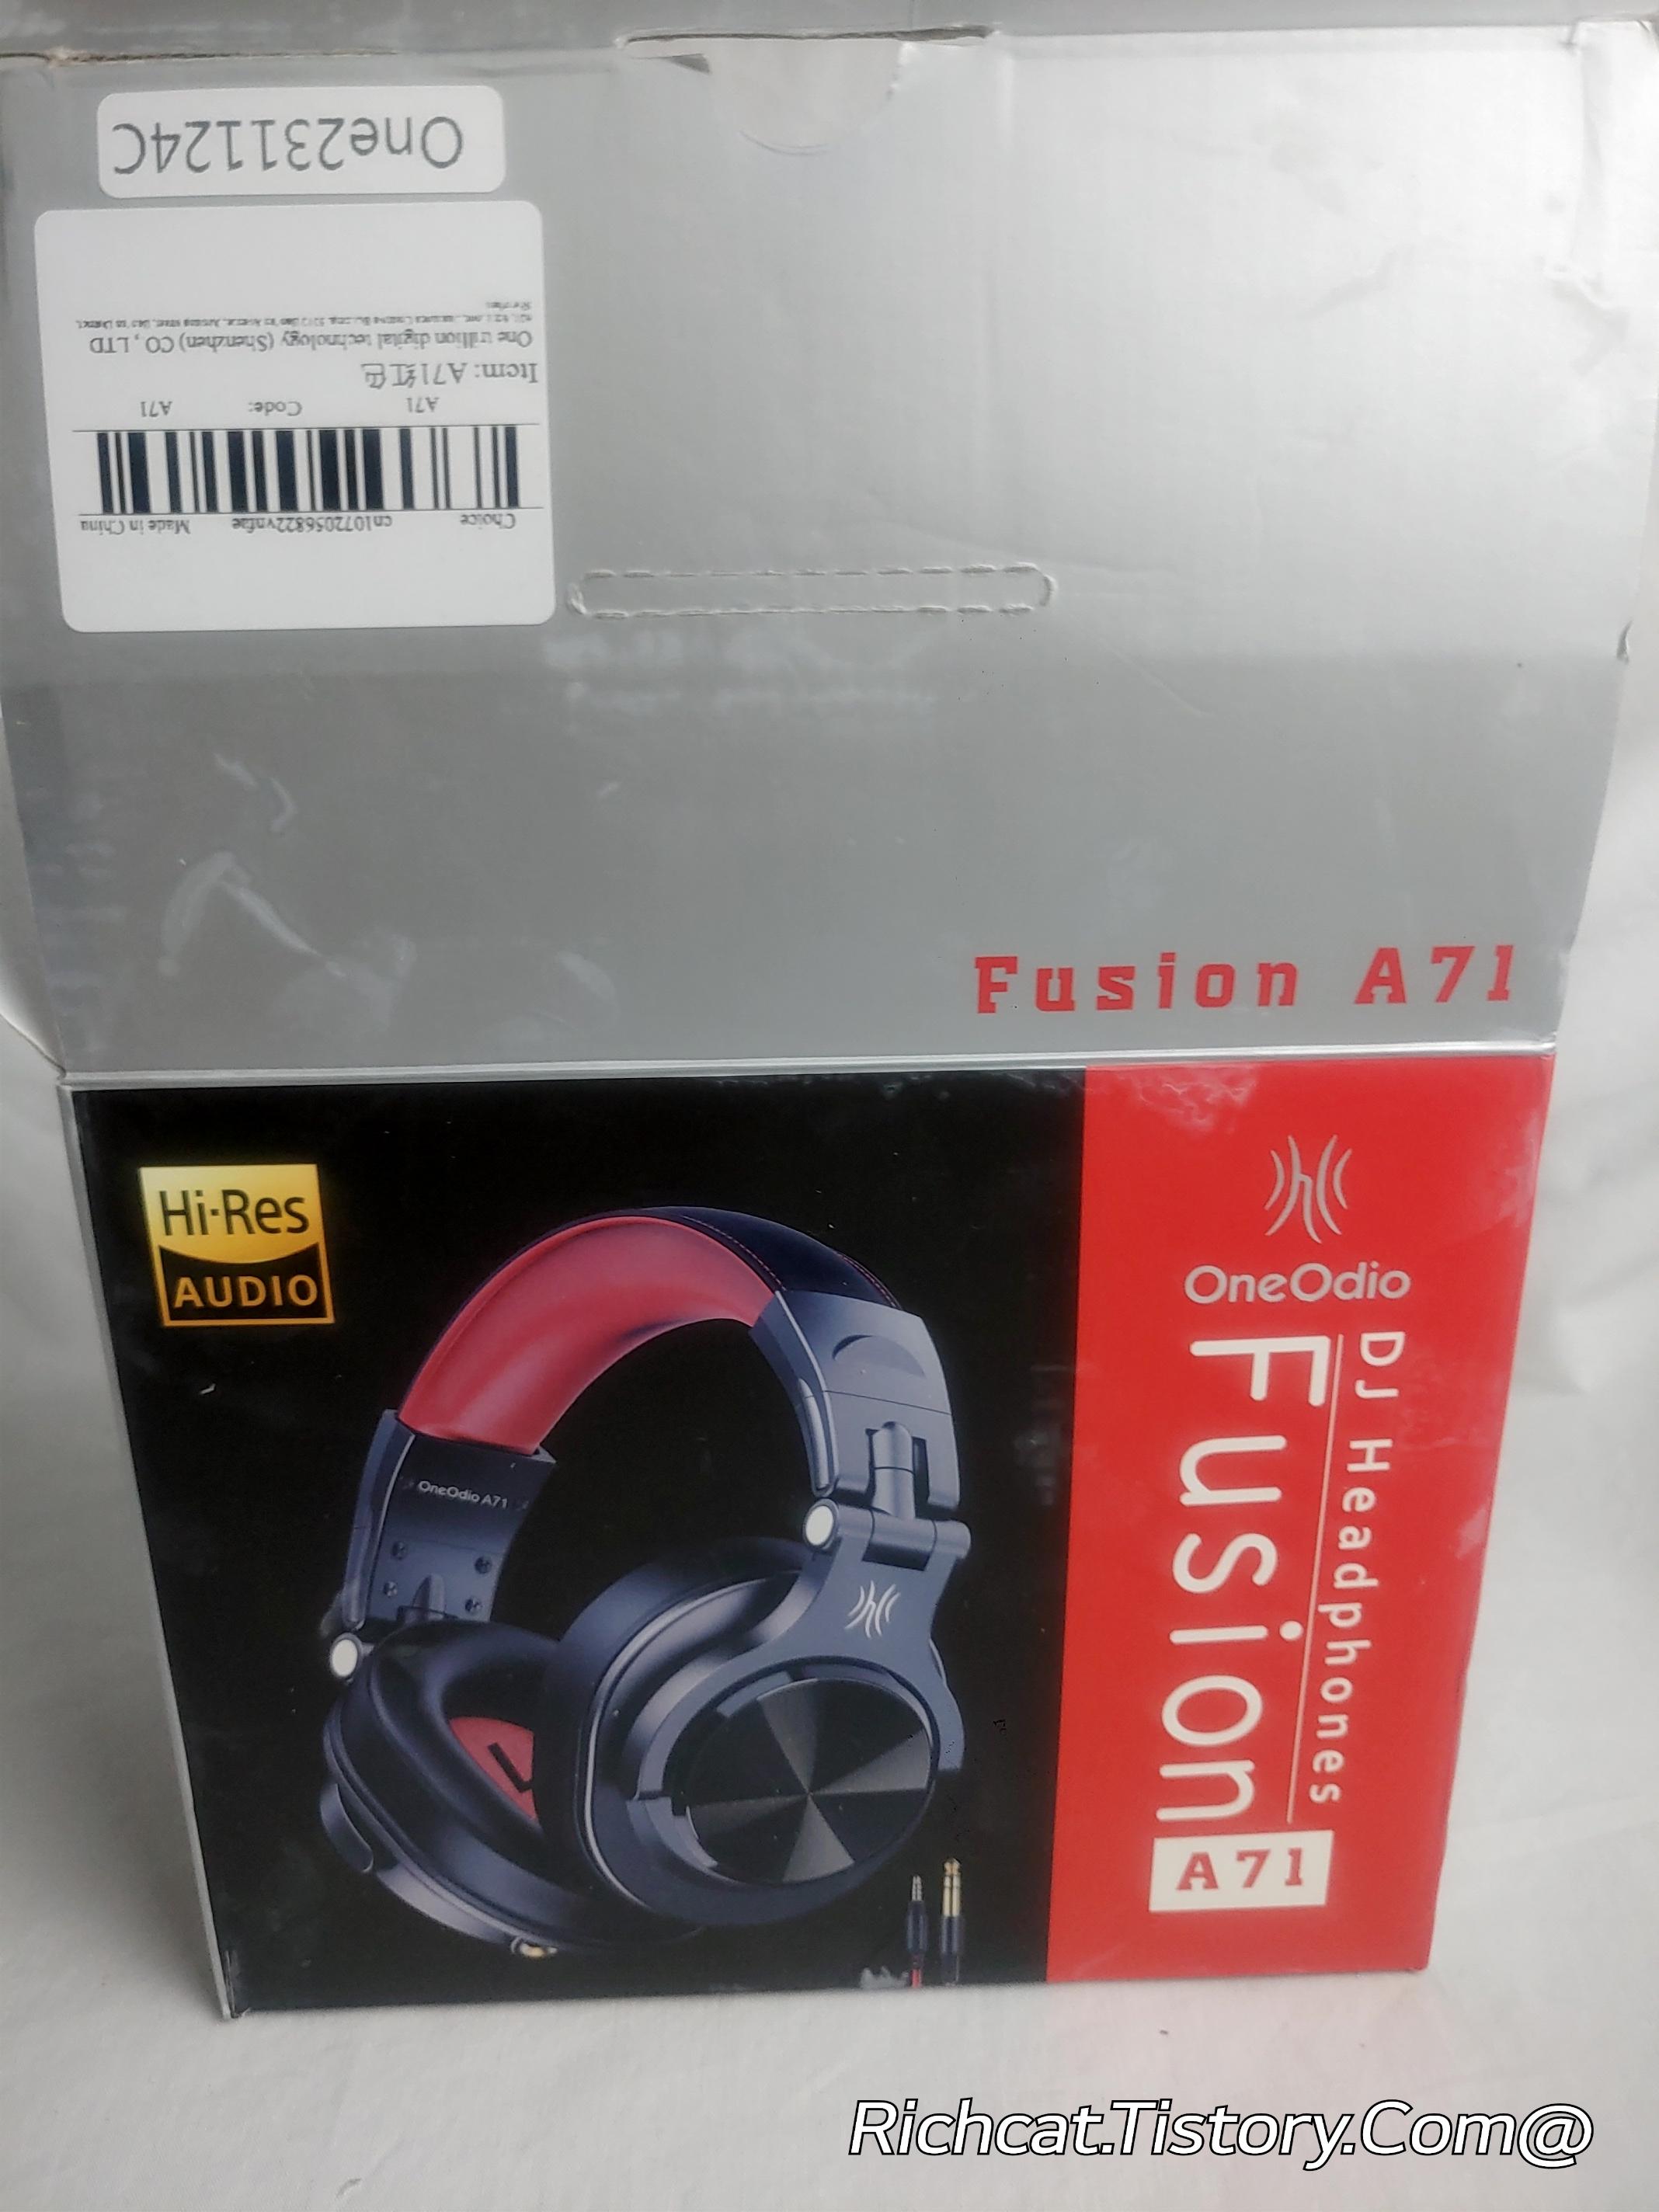 One231124C
Choice cn1072056822vnfae Made in China
A71 Code: A71
Item: A71红色
One trillion digital technology (Shenzhen) CO , LTD
Fusion A71
Hi-Res
AUDIO
OneOdio
DJ Headphones
Fusion
A71
OneOdio A71
Richcat.Tistory.Com@